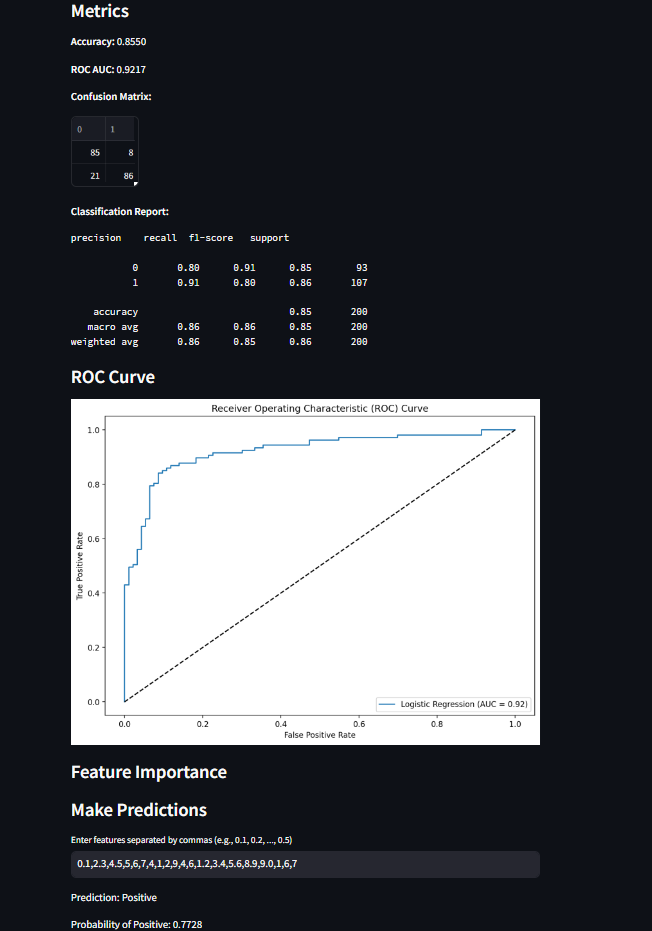 Metrics
Accuracy: 0.8550
ROC AUC: 0.9217
Confusion Matrix:
0 1
85 8
21 86
Classification Report:
precision recall f1-score support
0 0.80 0.91 0.85 93
1 0.91 0.80 0.86 107
accuracy 0.85 200
macro avg 0.86 0.86 0.85 200
weighted avg 0.86 0.85 0.86 200
ROC Curve
Receiver Operating Characteristic (ROC) Curve
1.0
0.8
0.6
0.4
0.2
0.0
True Positive Rate
Logistic Regression (AUC = 0.92)
0.0 0.2 0.4 0.6 0.8 1.0
False Positive Rate
Feature Importance
Make Predictions
Enter features separated by commas (e.g., 0.1, 0.2, ..., 0.5)
0.1,2.3,4.5,5,6,7,4,1,2,9,4,6,1.2,3.4,5.6,8.9,9.0,1,6,7
Prediction: Positive
Probability of Positive: 0.7728